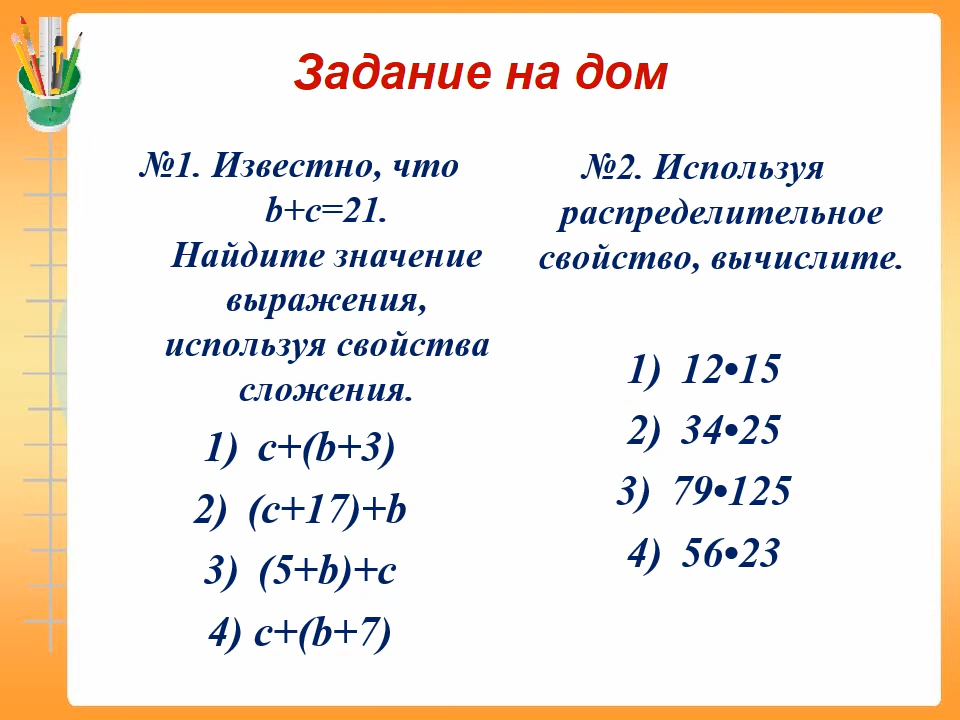 Задание на дом
№1. Известно, что
b+c=21.
Найдите значение
выражения,
используя свойства
сложения.
1) c+(b+3)
2) (c+17)+b
3) (5+b)+c
4) c+(b+7)
№2. Используя
распределительное
свойство, вычислите.
1) 12•15
2) 34•25
3) 79•125
4) 56•23